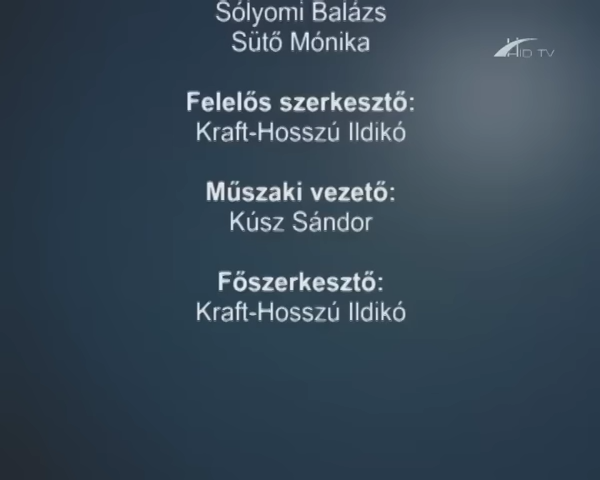 Sólyomi Balázs
Sütő Mónika
HÍD TV
Felelős szerkesztő:
Kraft-Hosszú Ildikó
Műszaki vezető:
Kúsz Sándor
Főszerkesztő:
Kraft-Hosszú Ildikó